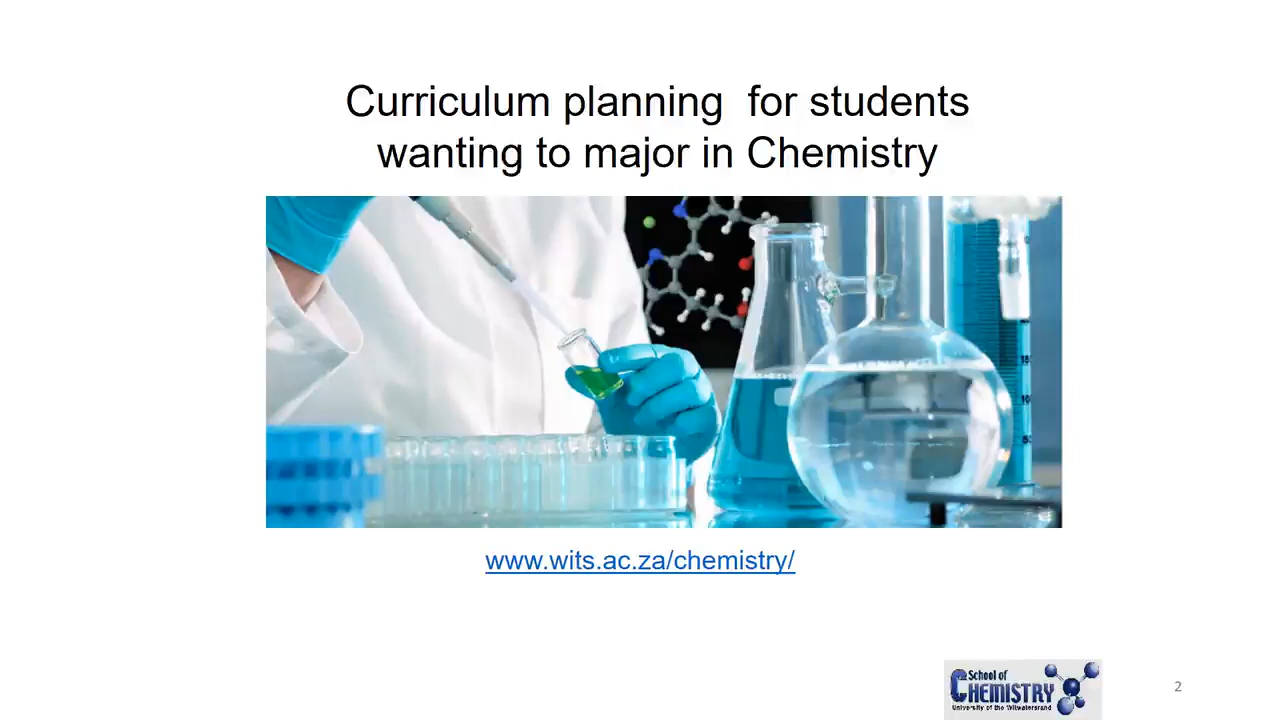 Curriculum planning  for students
wanting to major in Chemistry
www.wits.ac.za/chemistry/
School of
CHEMISTRY
University of the Witwatersrand
2